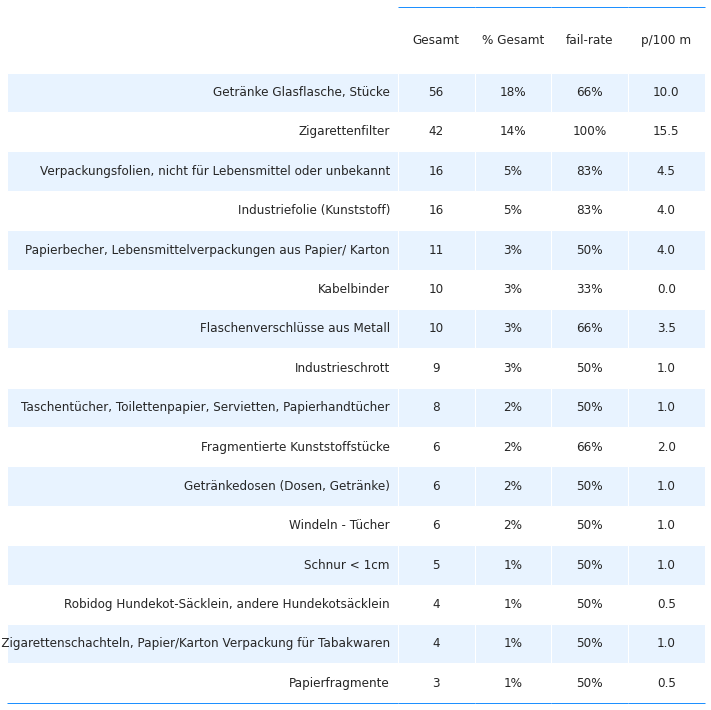 Gesamt % Gesamt fail-rate p/100 m
Getränke Glasflasche, Stücke 56 18% 66% 10.0
Zigarettenfilter 42 14% 100% 15.5
Verpackungsfolien, nicht für Lebensmittel oder unbekannt 16 5% 83% 4.5
Industriefolie (Kunststoff) 16 5% 83% 4.0
Papierbecher, Lebensmittelverpackungen aus Papier/ Karton 11 3% 50% 4.0
Kabelbinder 10 3% 33% 0.0
Flaschenverschlüsse aus Metall 10 3% 66% 3.5
Industrieschrott 9 3% 50% 1.0
Taschentücher, Toilettenpapier, Servietten, Papierhandtücher 8 2% 50% 1.0
Fragmentierte Kunststoffstücke 6 2% 66% 2.0
Getränkedosen (Dosen, Getränke) 6 2% 50% 1.0
Windeln - Tücher 6 2% 50% 1.0
Schnur < 1cm 5 1% 50% 1.0
Robidog Hundekot-Säcklein, andere Hundekotsäcklein 4 1% 50% 0.5
Zigarettenschachteln, Papier/Karton Verpackung für Tabakwaren 4 1% 50% 1.0
Papierfragmente 3 1% 50% 0.5